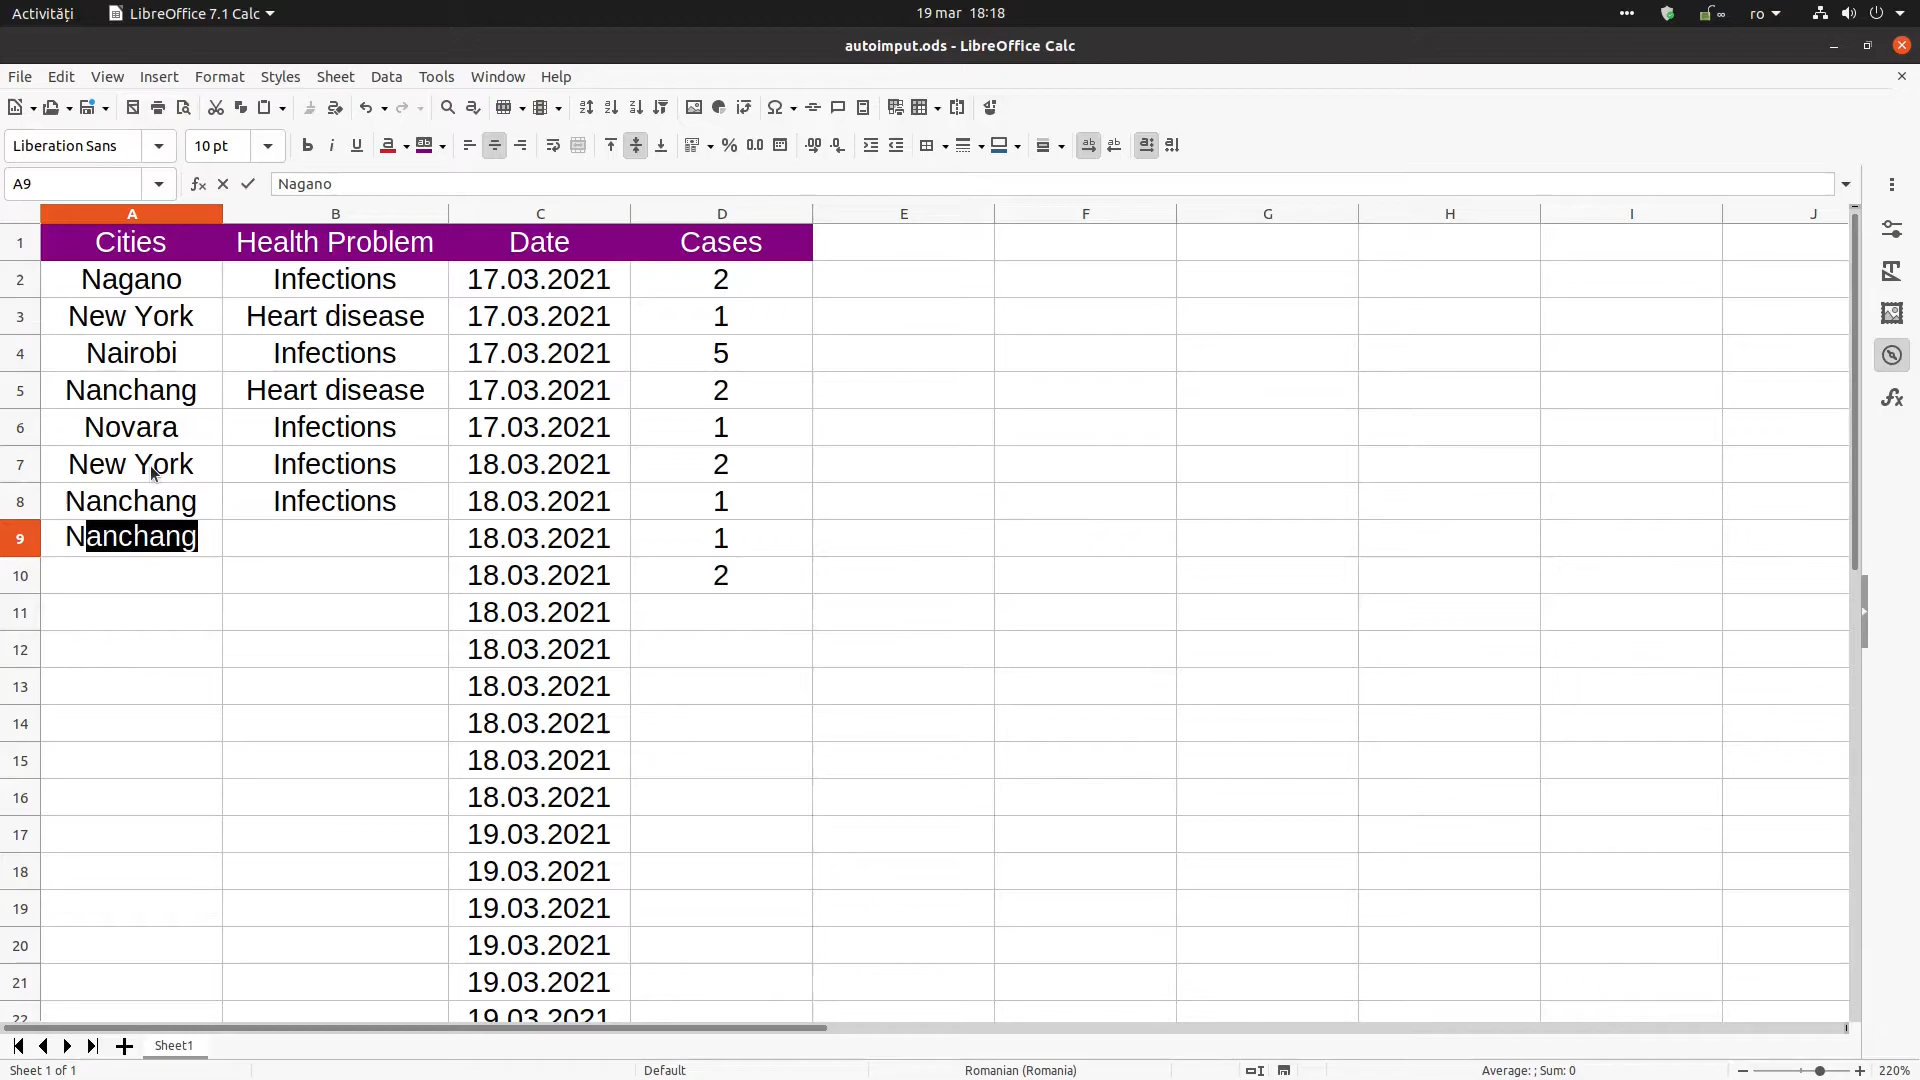 Activități LibreOffice 7.1 Calc 19 mar 18:18 ro
autoimput.ods - LibreOffice Calc
File Edit View Insert Format Styles Sheet Data Tools Window Help
Liberation Sans 10 pt
A9 Nagano
A B C D E F G H I J
1 Cities Health Problem Date Cases
2 Nagano Infections 17.03.2021 2
3 New York Heart disease 17.03.2021 1
4 Nairobi Infections 17.03.2021 5
5 Nanchang Heart disease 17.03.2021 2
6 Novara Infections 17.03.2021 1
7 New York Infections 18.03.2021 2
8 Nanchang Infections 18.03.2021 1
9 Nanchang 18.03.2021 1
10 18.03.2021 2
11 18.03.2021
12 18.03.2021
13 18.03.2021
14 18.03.2021
15 18.03.2021
16 18.03.2021
17 19.03.2021
18 19.03.2021
19 19.03.2021
20 19.03.2021
21 19.03.2021
22 19.03.2021
Sheet1
Sheet 1 of 1 Default Romanian (Romania) Average: ; Sum: 0 220%